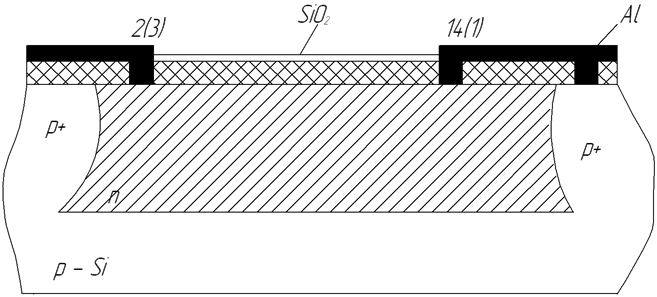 SiO₂
2(3)
14(1)
Al
p+
p+
n
p - Si